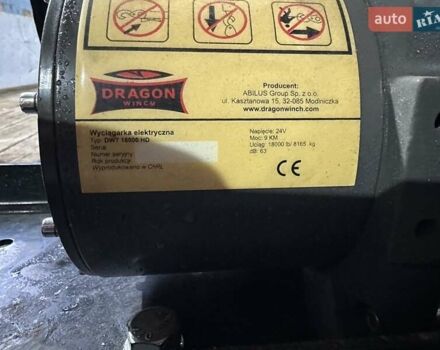 auto RIA
DRAGON
WINCH
Producent:
ABILUS Group Sp. z o.o.
ul. Kasztanowa 15, 32-085 Modlniczka
www.dragonwinch.com
Wyciągarka elektryczna
Typ: DWT 18000 HD
Seria:
Numer seryjny
Rok produkcji
Wyprodukowano w ChRL
Napięcie: 24V
Moc: 9 KM
Uciąg: 18000 lb/ 8165 kg
dB: 63
CE